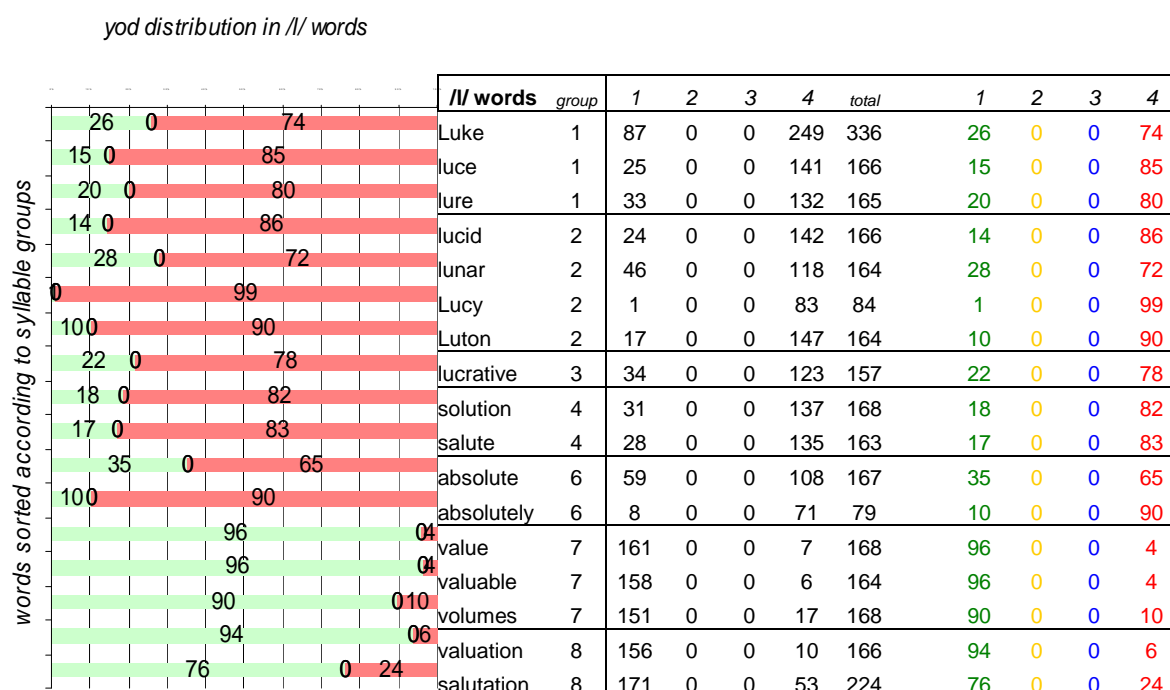 yod distribution in /l/ words
words sorted according to syllable groups
/l/ words group 1 2 3 4 total 1 2 3 4
26 0 74 Luke 1 87 0 0 249 336 26 0 0 74
15 0 85 luce 1 25 0 0 141 166 15 0 0 85
20 0 80 lure 1 33 0 0 132 165 20 0 0 80
14 0 86 lucid 2 24 0 0 142 166 14 0 0 86
28 0 72 lunar 2 46 0 0 118 164 28 0 0 72
0 99 Lucy 2 1 0 0 83 84 1 0 0 99
10 0 90 Luton 2 17 0 0 147 164 10 0 0 90
22 0 78 lucrative 3 34 0 0 123 157 22 0 0 78
18 0 82 solution 4 31 0 0 137 168 18 0 0 82
17 0 83 salute 4 28 0 0 135 163 17 0 0 83
35 0 65 absolute 6 59 0 0 108 167 35 0 0 65
10 0 90 absolutely 6 8 0 0 71 79 10 0 0 90
96 0 4 value 7 161 0 0 7 168 96 0 0 4
96 0 4 valuable 7 158 0 0 6 164 96 0 0 4
90 0 10 volumes 7 151 0 0 17 168 90 0 0 10
94 0 6 valuation 8 156 0 0 10 166 94 0 0 6
76 0 24 salutation 8 171 0 0 53 224 76 0 0 24